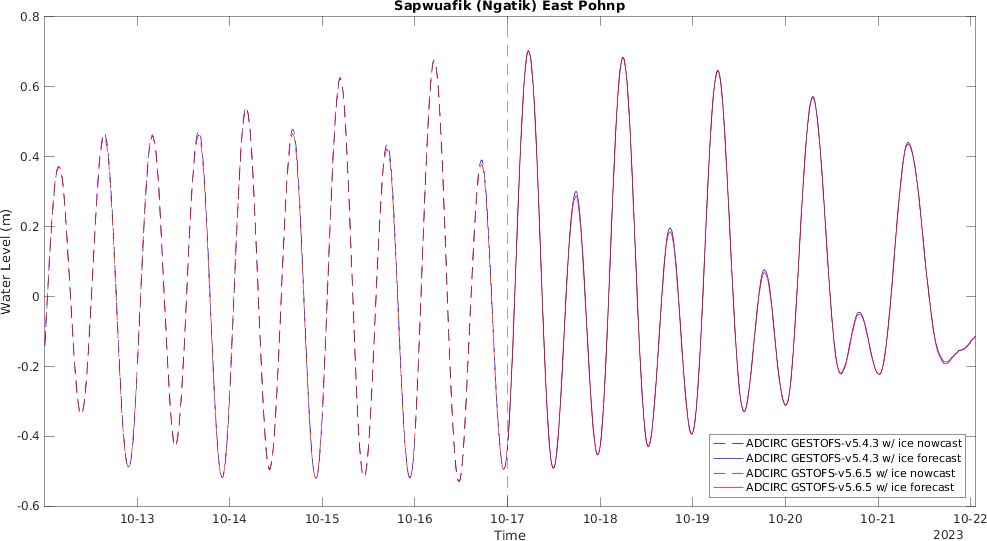 Sapwuafik (Ngatik) East Pohnp
0.8
0.6
0.4
0.2
0
-0.2
-0.4
-0.6
Water Level (m)
10-13 10-14 10-15 10-16 10-17 10-18 10-19 10-20 10-21 10-22
Time
2023
ADCIRC GESTOFS-v5.4.3 w/ ice nowcast
ADCIRC GESTOFS-v5.4.3 w/ ice forecast
ADCIRC GSTOFS-v5.6.5 w/ ice nowcast
ADCIRC GSTOFS-v5.6.5 w/ ice forecast